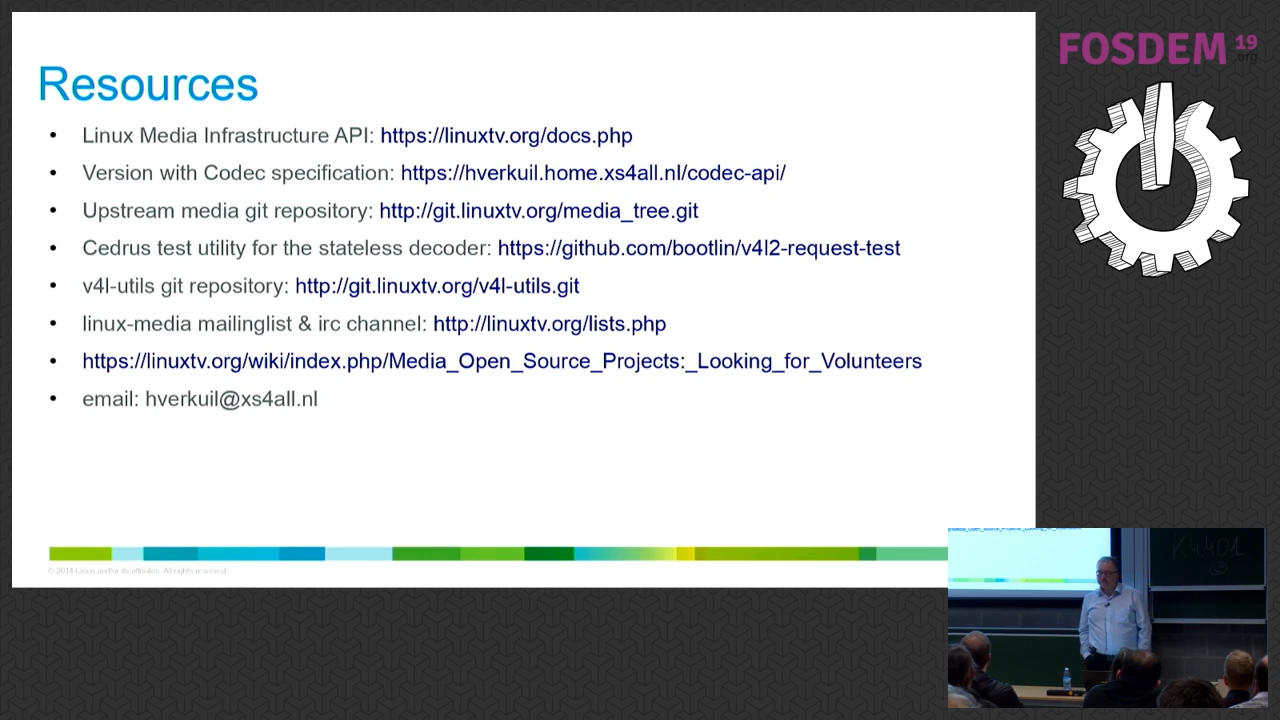 FOSDEM 19
.org
Resources
• Linux Media Infrastructure API: https://linuxtv.org/docs.php
• Version with Codec specification: https://hverkuil.home.xs4all.nl/codec-api/
• Upstream media git repository: http://git.linuxtv.org/media_tree.git
• Cedrus test utility for the stateless decoder: https://github.com/bootlin/v4l2-request-test
• v4l-utils git repository: http://git.linuxtv.org/v4l-utils.git
• linux-media mailinglist & irc channel: http://linuxtv.org/lists.php
• https://linuxtv.org/wiki/index.php/Media_Open_Source_Projects:_Looking_for_Volunteers
• email: hverkuil@xs4all.nl
© 2014 Cisco and/or its affiliates. All rights reserved.
K4.401